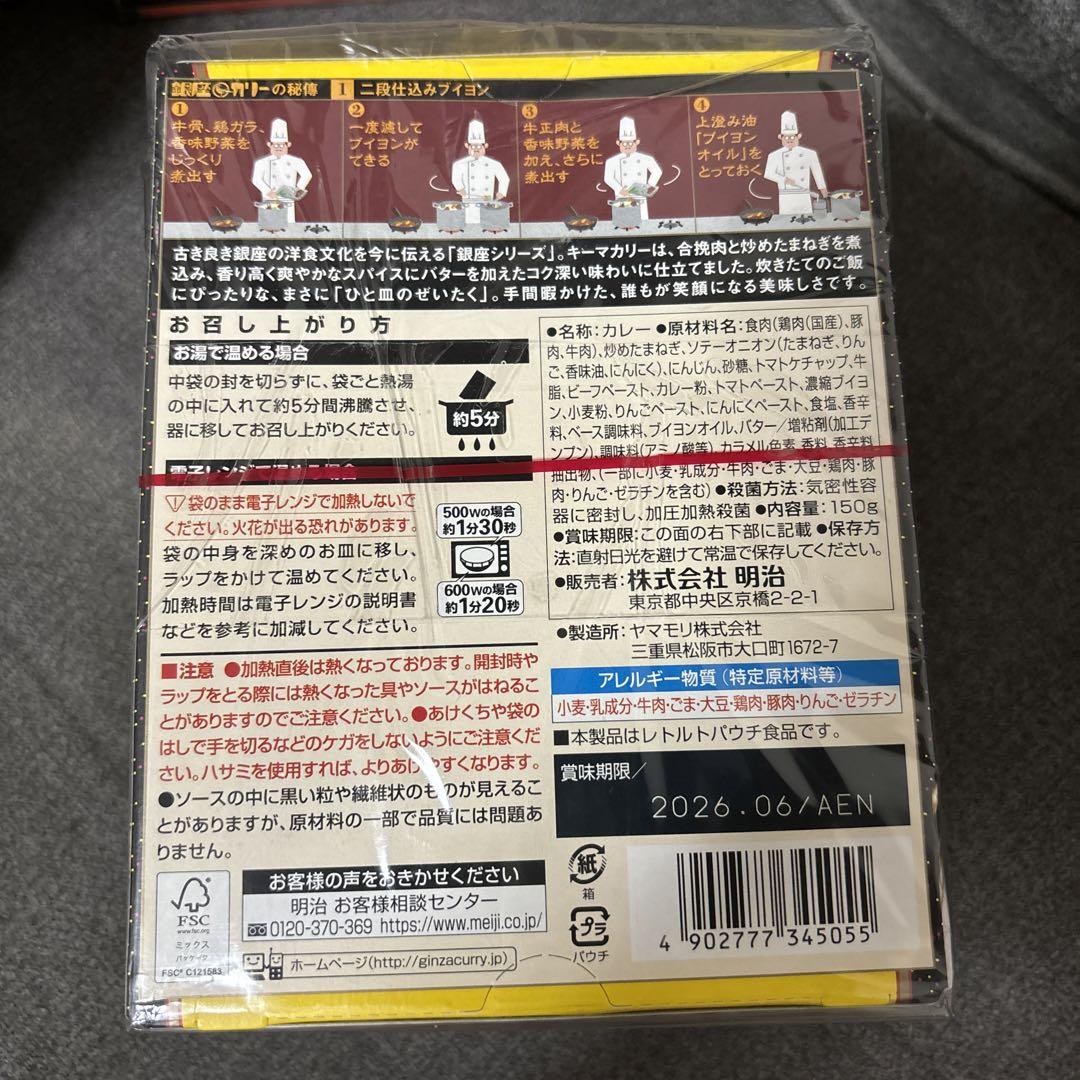 銀座カリーの秘傳 1 二段仕込みブイヨン
1
牛骨、鶏ガラ、
香味野菜を
じっくり
煮出す
2
一度濾して
ブイヨンが
できる
3
牛正肉と
香味野菜を
加え、さらに
煮出す
4
上澄み油
「ブイヨン
オイル」を
とっておく
古き良き銀座の洋食文化を今に伝える「銀座シリーズ」。キーマカリーは、合挽肉と炒めたまねぎを煮
込み、香り高く爽やかなスパイスにバターを加えたコク深い味わいに仕立てました。炊きたてのご飯
にぴったりな、まさに「ひと皿のぜいたく」。手間暇かけた、誰もが笑顔になる美味しさです。
お召し上がり方
お湯で温める場合
中袋の封を切らずに、袋ごと熱湯
の中に入れて約5分間沸騰させ、
器に移してお召し上がりください。
約5分
電子レンジで温める場合
袋のまま電子レンジで加熱しないで
ください。火花が出る恐れがあります。
袋の中身を深めのお皿に移し、
ラップをかけて温めてください。
加熱時間は電子レンジの説明書
などを参考に加減してください。
500Wの場合
約1分30秒
600Wの場合
約1分20秒
■注意 ●加熱直後は熱くなっております。開封時や
ラップをとる際には熱くなった具やソースがはねるこ
とがありますのでご注意ください。●あけくちや袋の
はしで手を切るなどのケガをしないようにご注意くださ
い。ハサミを使用すれば、よりあけやすくなります。
●ソースの中に黒い粒や繊維状のものが見えるこ
とがありますが、原材料の一部で品質には問題あ
りません。
FSC
www.fsc.org
ミックス
パッケージ
FSC® C121583
お客様の声をおきかせください
明治 お客様相談センター
0120-370-369 https://www.meiji.co.jp/
ホームページ(http://ginzacurry.jp)
●名称:カレー ●原材料名:食肉(鶏肉(国産)、豚
肉、牛肉)、炒めたまねぎ、ソテーオニオン(たまねぎ、りん
ご、香味油、にんにく)、にんじん、砂糖、トマトケチャップ、牛
脂、ビーフペースト、カレー粉、トマトペースト、濃縮ブイヨ
ン、小麦粉、りんごペースト、にんにくペースト、食塩、香辛
料、ベース調味料、ブイヨンオイル、バター/増粘剤(加工デ
ンプン)、調味料(アミノ酸等)、カラメル色素、香料、香辛料
抽出物、(一部に小麦・乳成分・牛肉・ごま・大豆・鶏肉・豚
肉・りんご・ゼラチンを含む) ●殺菌方法:気密性容
器に密封し、加圧加熱殺菌 ●内容量:150g
●賞味期限:この面の右下部に記載 ●保存方
法:直射日光を避けて常温で保存してください。
●販売者:株式会社 明治
東京都中央区京橋2-2-1
●製造所:ヤマモリ株式会社
三重県松阪市大口町1672-7
アレルギー物質(特定原材料等)
小麦・乳成分・牛肉・ごま・大豆・鶏肉・豚肉・りんご・ゼラチン
■本製品はレトルトパウチ食品です。
賞味期限/
2026.06/AEN
紙
箱
プラ
パウチ
4 902777 345055